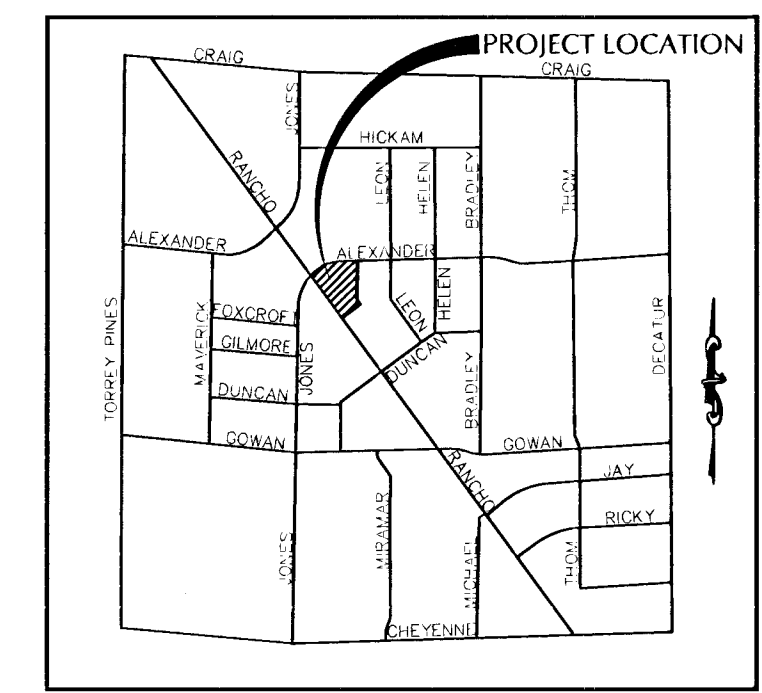 PROJECT LOCATION
CRAIG
CRAIG
JONES
HICKAM
RANCHO
LEON
HELEN
BRADLEY
THOM
ALEXANDER
ALEXANDER
HELEN
TORREY PINES
MAVERICK
FOXCROF
LEON
DECATUR
GILMORE
JONES
DUNCAN
BRADLEY
DUNCAN
GOWAN
GOWAN
RANCHO
JAY
MIRAMAR
RICKY
JONES
MICHAEL
THOM
CHEYENNE